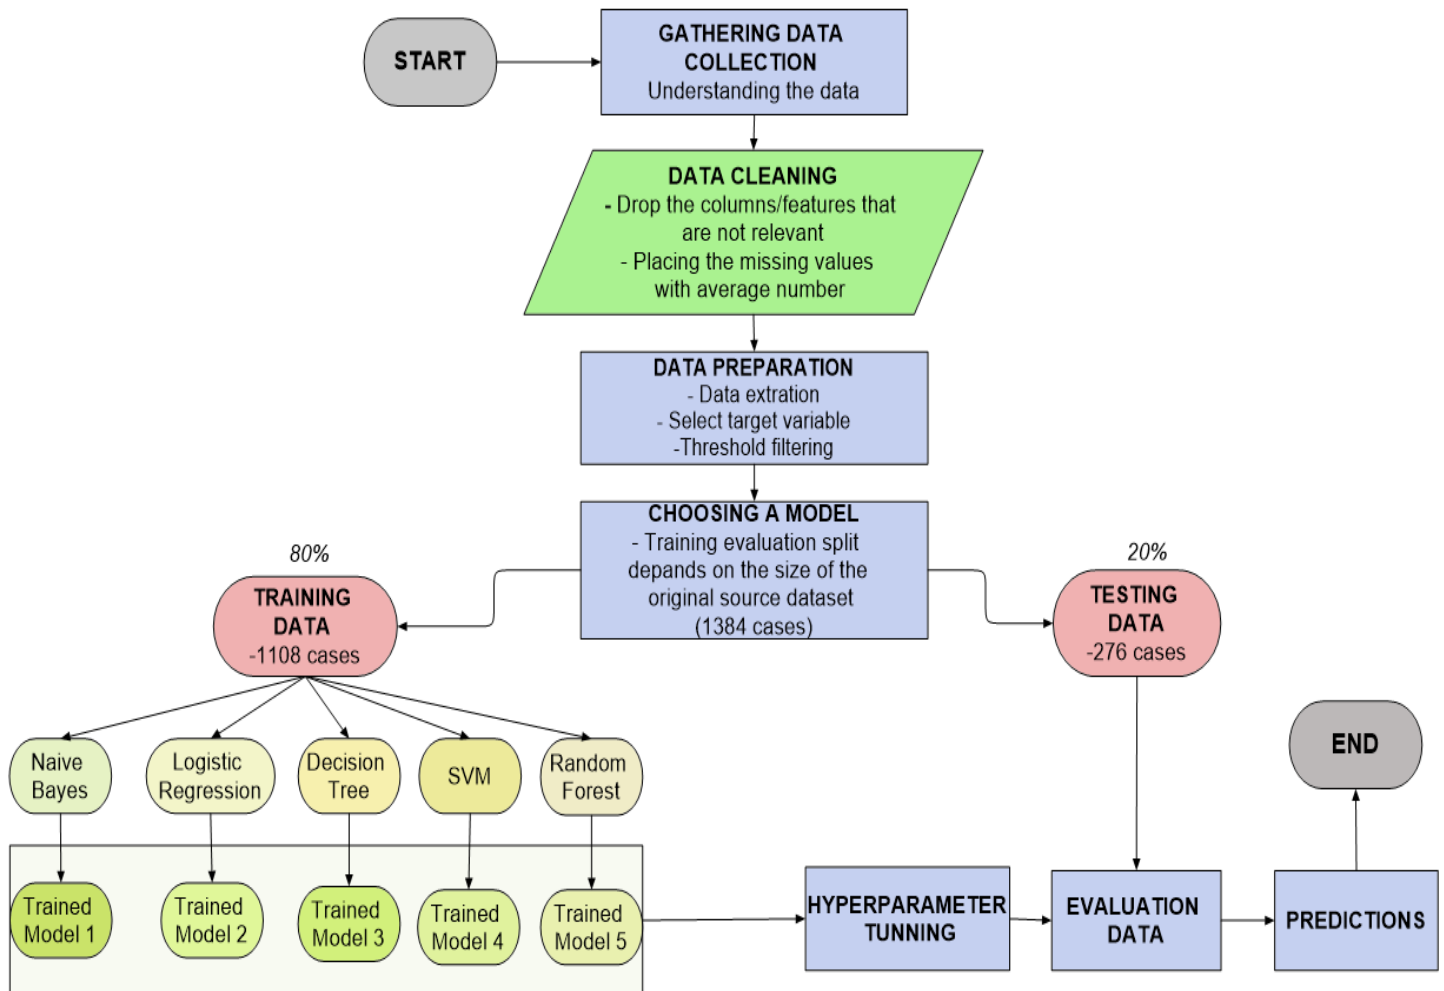 START
GATHERING DATA
COLLECTION
Understanding the data
DATA CLEANING
- Drop the columns/features that
are not relevant
- Placing the missing values
with average number
DATA PREPARATION
- Data extration
- Select target variable
-Threshold filtering
CHOOSING A MODEL
- Training evaluation split
depends on the size of the
original source dataset
(1384 cases)
80%
TRAINING
DATA
-1108 cases
20%
TESTING
DATA
-276 cases
Naive
Bayes
Logistic
Regression
Decision
Tree
SVM
Random
Forest
Trained
Model 1
Trained
Model 2
Trained
Model 3
Trained
Model 4
Trained
Model 5
HYPERPARAMETER
TUNNING
EVALUATION
DATA
PREDICTIONS
END